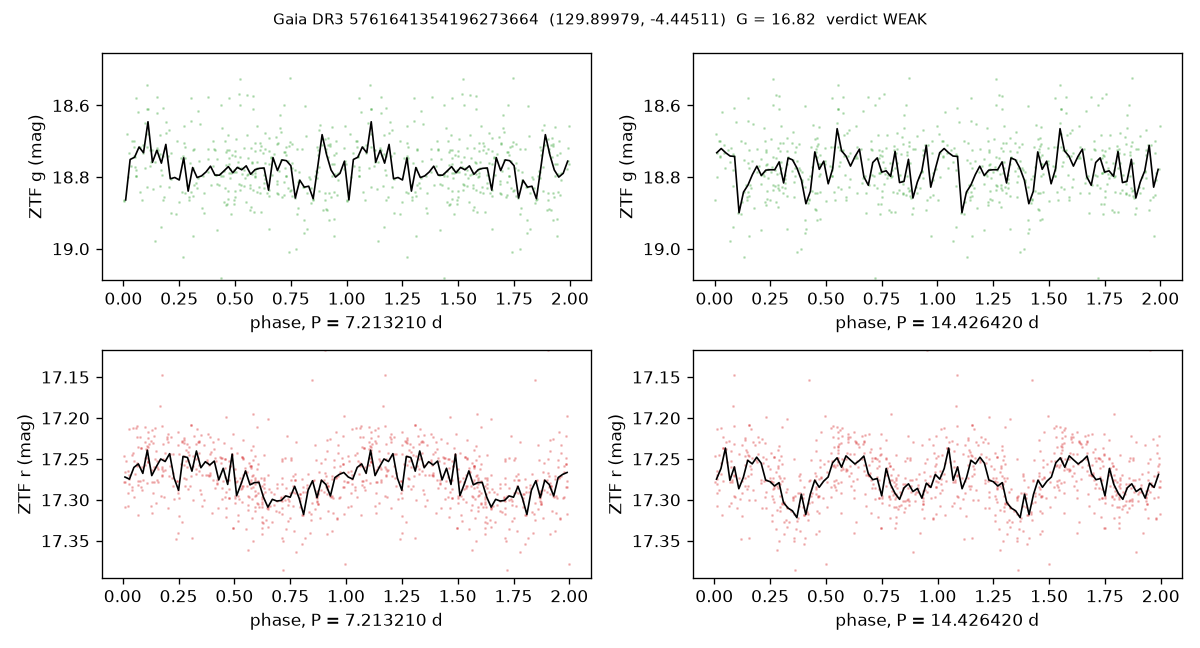 Gaia DR3 5761641354196273664 (129.89979, -4.44511) G = 16.82 verdict WEAK
ZTF g (mag)
18.6
18.8
19.0
0.00 0.25 0.50 0.75 1.00 1.25 1.50 1.75 2.00
phase, P = 7.213210 d
ZTF g (mag)
18.6
18.8
19.0
0.00 0.25 0.50 0.75 1.00 1.25 1.50 1.75 2.00
phase, P = 14.426420 d
ZTF r (mag)
17.15
17.20
17.25
17.30
17.35
0.00 0.25 0.50 0.75 1.00 1.25 1.50 1.75 2.00
phase, P = 7.213210 d
ZTF r (mag)
17.15
17.20
17.25
17.30
17.35
0.00 0.25 0.50 0.75 1.00 1.25 1.50 1.75 2.00
phase, P = 14.426420 d